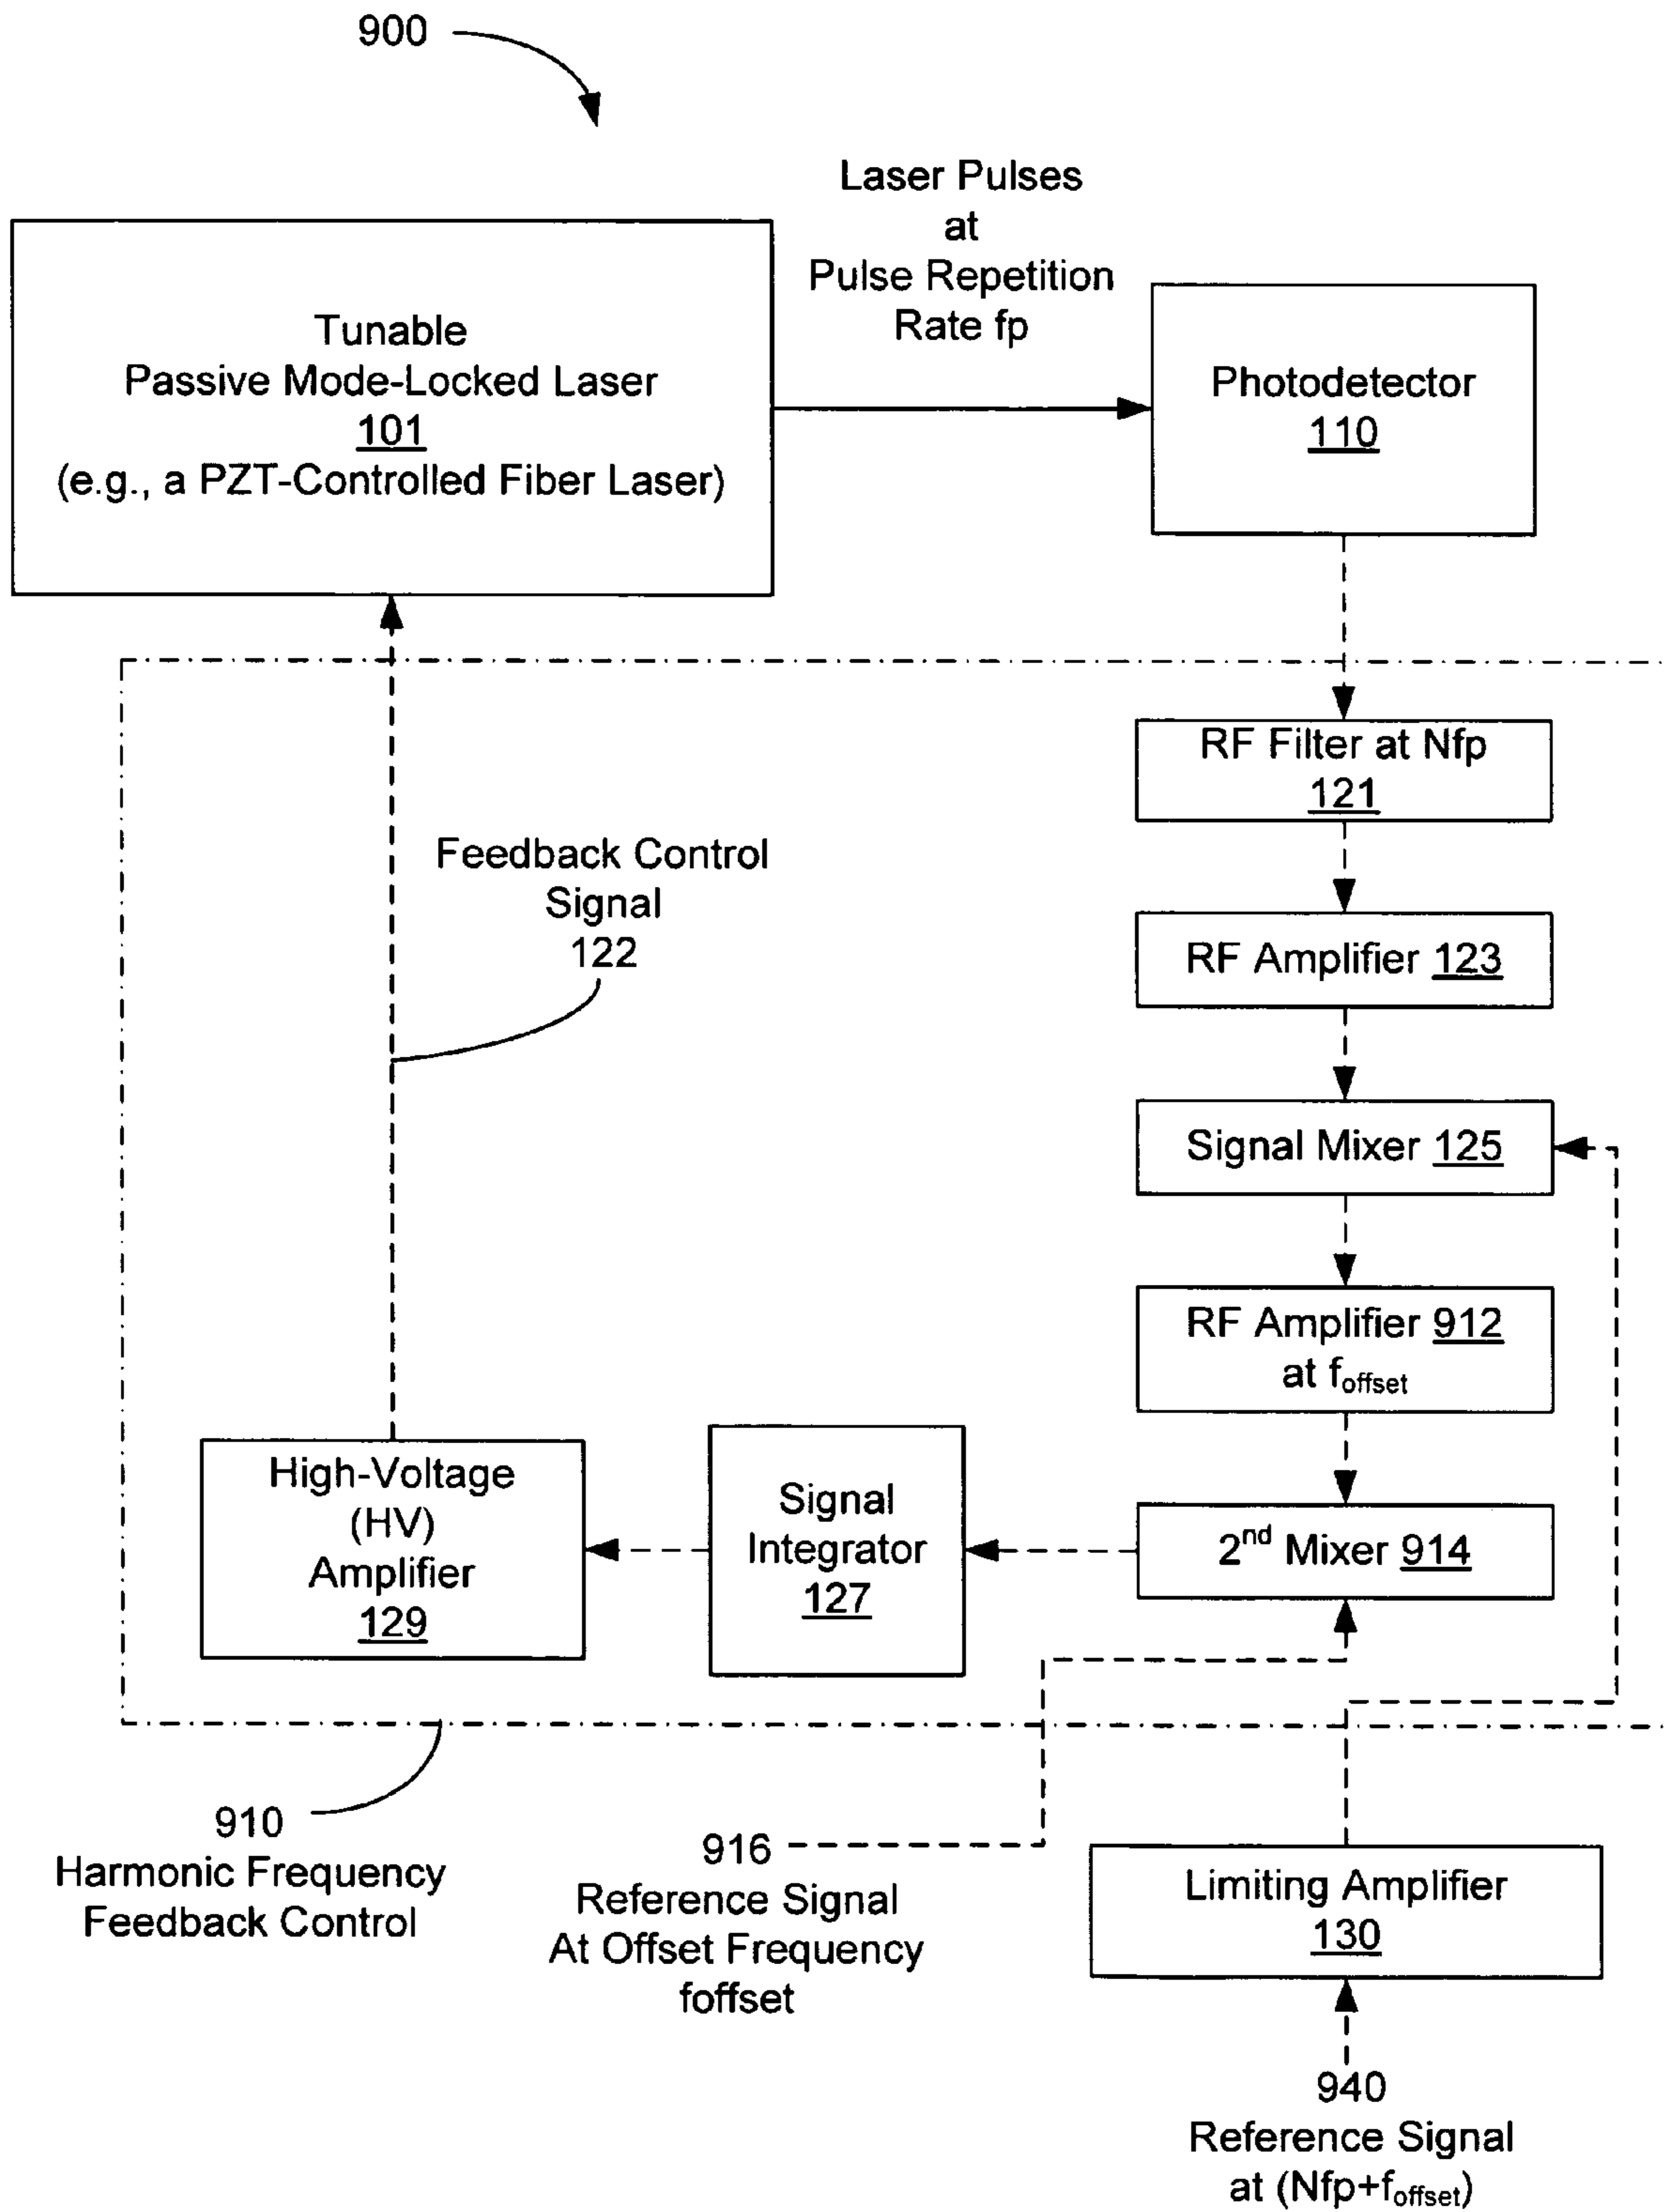 900
Laser Pulses
at
Pulse Repetition
Rate fp
Tunable
Passive Mode-Locked Laser
101
(e.g., a PZT-Controlled Fiber Laser)
Photodetector
110
RF Filter at Nfp
121
Feedback Control
Signal
122
RF Amplifier 123
Signal Mixer 125
RF Amplifier 912
at foffset
High-Voltage
(HV)
Amplifier
129
Signal
Integrator
127
2nd Mixer 914
910
Harmonic Frequency
Feedback Control
916
Reference Signal
At Offset Frequency
foffset
Limiting Amplifier
130
940
Reference Signal
at (Nfp+foffset)